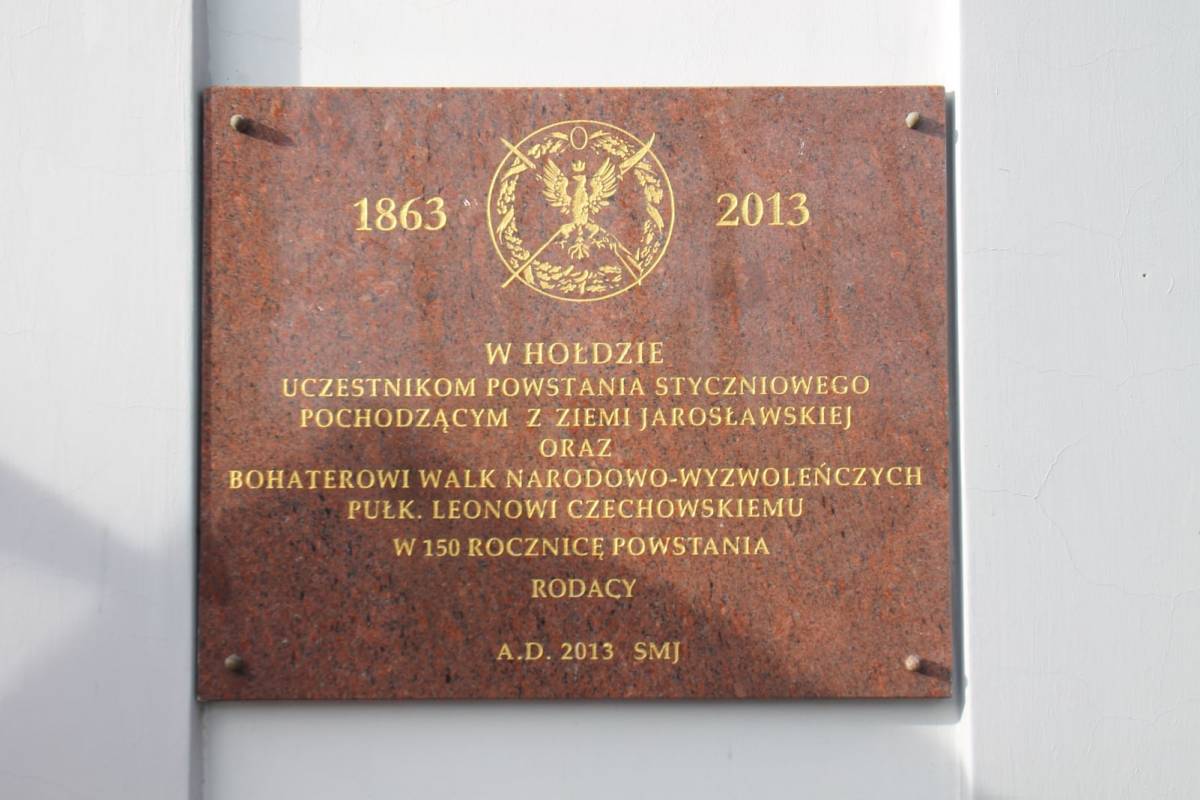 1863 2013
W HOŁDZIE
UCZESTNIKOM POWSTANIA STYCZNIOWEGO
POCHODZĄCYM Z ZIEMI JAROSŁAWSKIEJ
ORAZ
BOHATEROWI WALK NARODOWO-WYZWOLEŃCZYCH
PUŁK. LEONOWI CZECHOWSKIEMU
W 150 ROCZNICĘ POWSTANIA
RODACY
A.D. 2013 SMJ